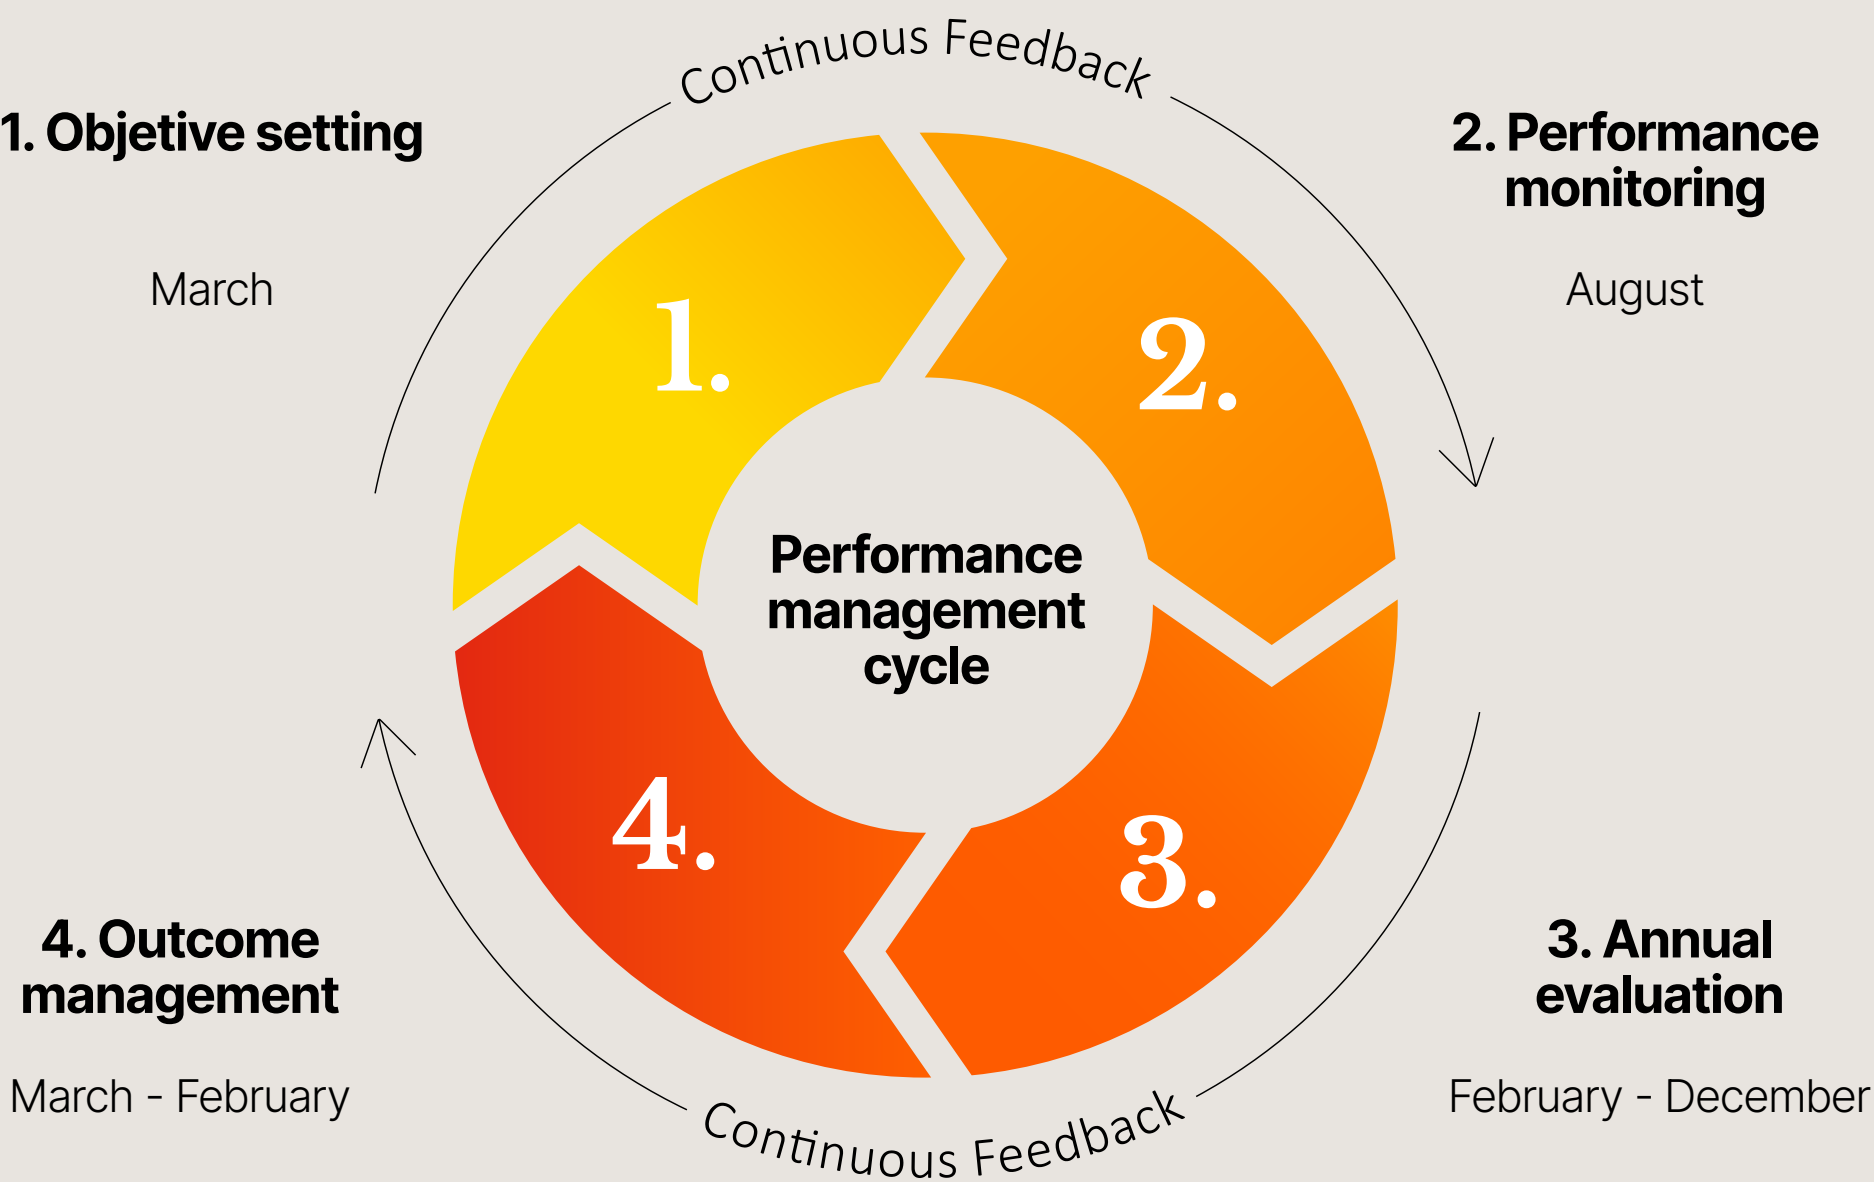 Continuous Feedback
1. Objetive setting
March
2. Performance
monitoring
August
1.
2.
Performance
management
cycle
4.
3.
4. Outcome
management
March - February
3. Annual
evaluation
February - December
Continuous Feedback